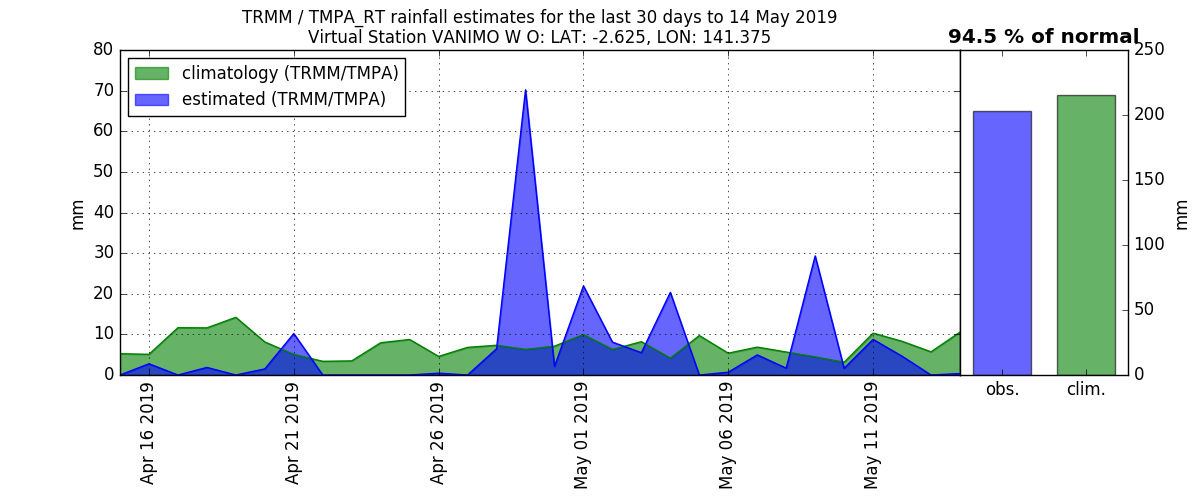 TRMM / TMPA_RT rainfall estimates for the last 30 days to 14 May 2019
Virtual Station VANIMO W O: LAT: -2.625, LON: 141.375
94.5 % of normal
climatology (TRMM/TMPA)
estimated (TRMM/TMPA)
mm
80
70
60
50
40
30
20
10
0
Apr 16 2019
Apr 21 2019
Apr 26 2019
May 01 2019
May 06 2019
May 11 2019
obs.
clim.
250
200
150
100
50
0
mm